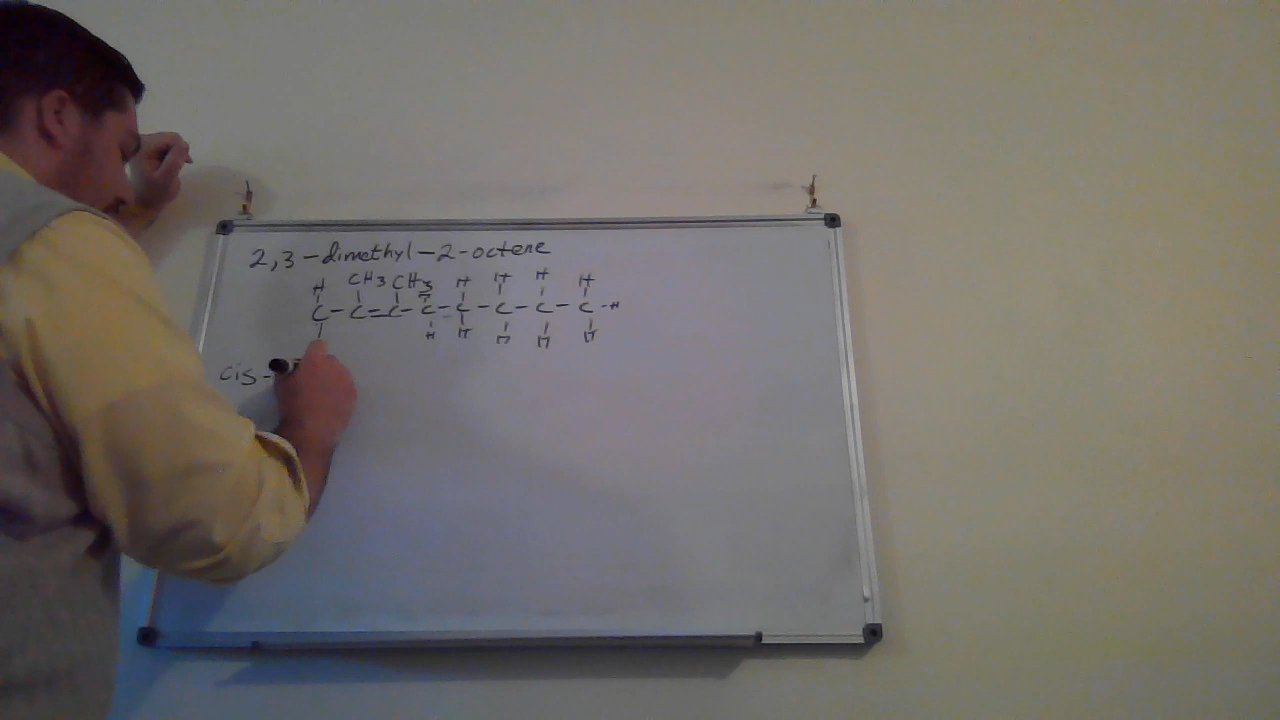 2,3-dimethyl-2-octene
H CH3 CH3 H H H H H
C-C=C-C-C-C-C-C-H
H H H H H
cis-